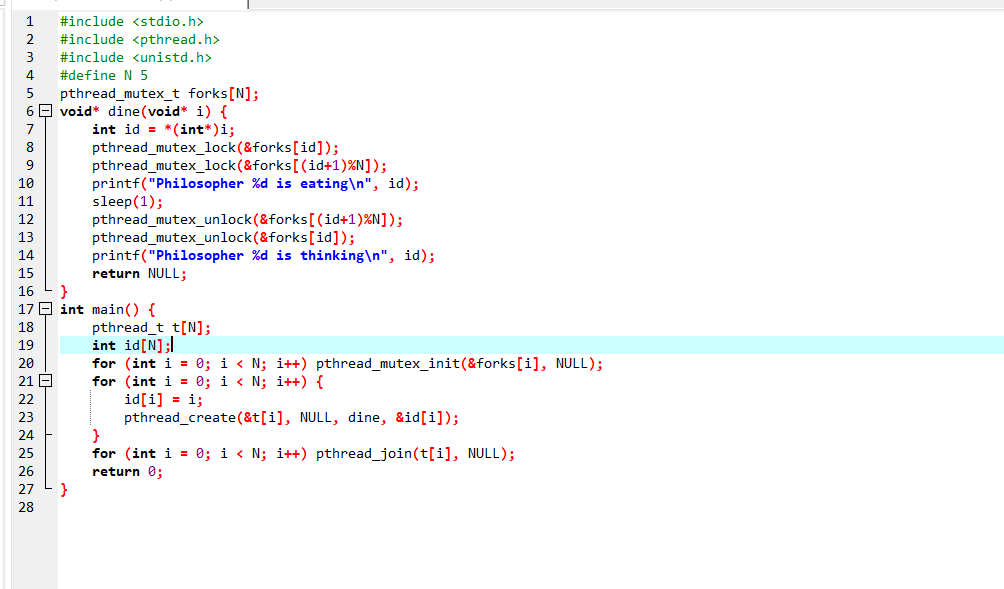 1 #include <stdio.h>
2 #include <pthread.h>
3 #include <unistd.h>
4 #define N 5
5 pthread_mutex_t forks[N];
6 void* dine(void* i) {
7     int id = *(int*)i;
8     pthread_mutex_lock(&forks[id]);
9     pthread_mutex_lock(&forks[(id+1)%N]);
10     printf("Philosopher %d is eating\n", id);
11     sleep(1);
12     pthread_mutex_unlock(&forks[(id+1)%N]);
13     pthread_mutex_unlock(&forks[id]);
14     printf("Philosopher %d is thinking\n", id);
15     return NULL;
16 }
17 int main() {
18     pthread_t t[N];
19     int id[N];
20     for (int i = 0; i < N; i++) pthread_mutex_init(&forks[i], NULL);
21     for (int i = 0; i < N; i++) {
22         id[i] = i;
23         pthread_create(&t[i], NULL, dine, &id[i]);
24     }
25     for (int i = 0; i < N; i++) pthread_join(t[i], NULL);
26     return 0;
27 }
28